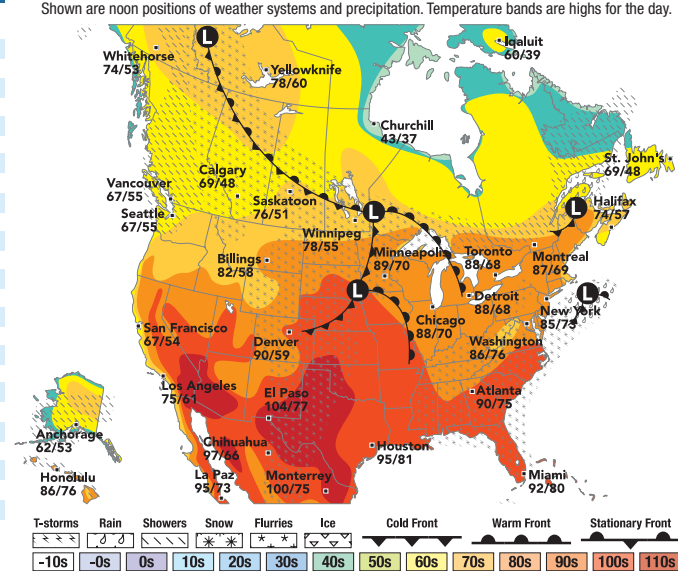 Shown are noon positions of weather systems and precipitation. Temperature bands are highs for the day.
L
Whitehorse
74/53
Yellowknife
78/60
Iqaluit
60/39
Churchill
43/37
St. John's
69/48
Calgary
69/48
Vancouver
67/55
Seattle
67/55
Saskatoon
76/51
L
Winnipeg
78/55
L
Halifax
74/57
Billings
82/58
Minneapolis
89/70
Toronto
88/68
Montreal
87/69
L
Detroit
88/68
L
New York
85/73
San Francisco
67/54
Denver
90/59
Chicago
88/70
Washington
86/76
Los Angeles
75/61
El Paso
104/77
Atlanta
90/75
Anchorage
62/53
Chihuahua
97/66
Houston
95/81
Honolulu
86/76
La Paz
95/73
Monterrey
100/75
Miami
92/80
T-storms Rain Showers Snow Flurries Ice Cold Front Warm Front Stationary Front
-10s -0s 0s 10s 20s 30s 40s 50s 60s 70s 80s 90s 100s 110s